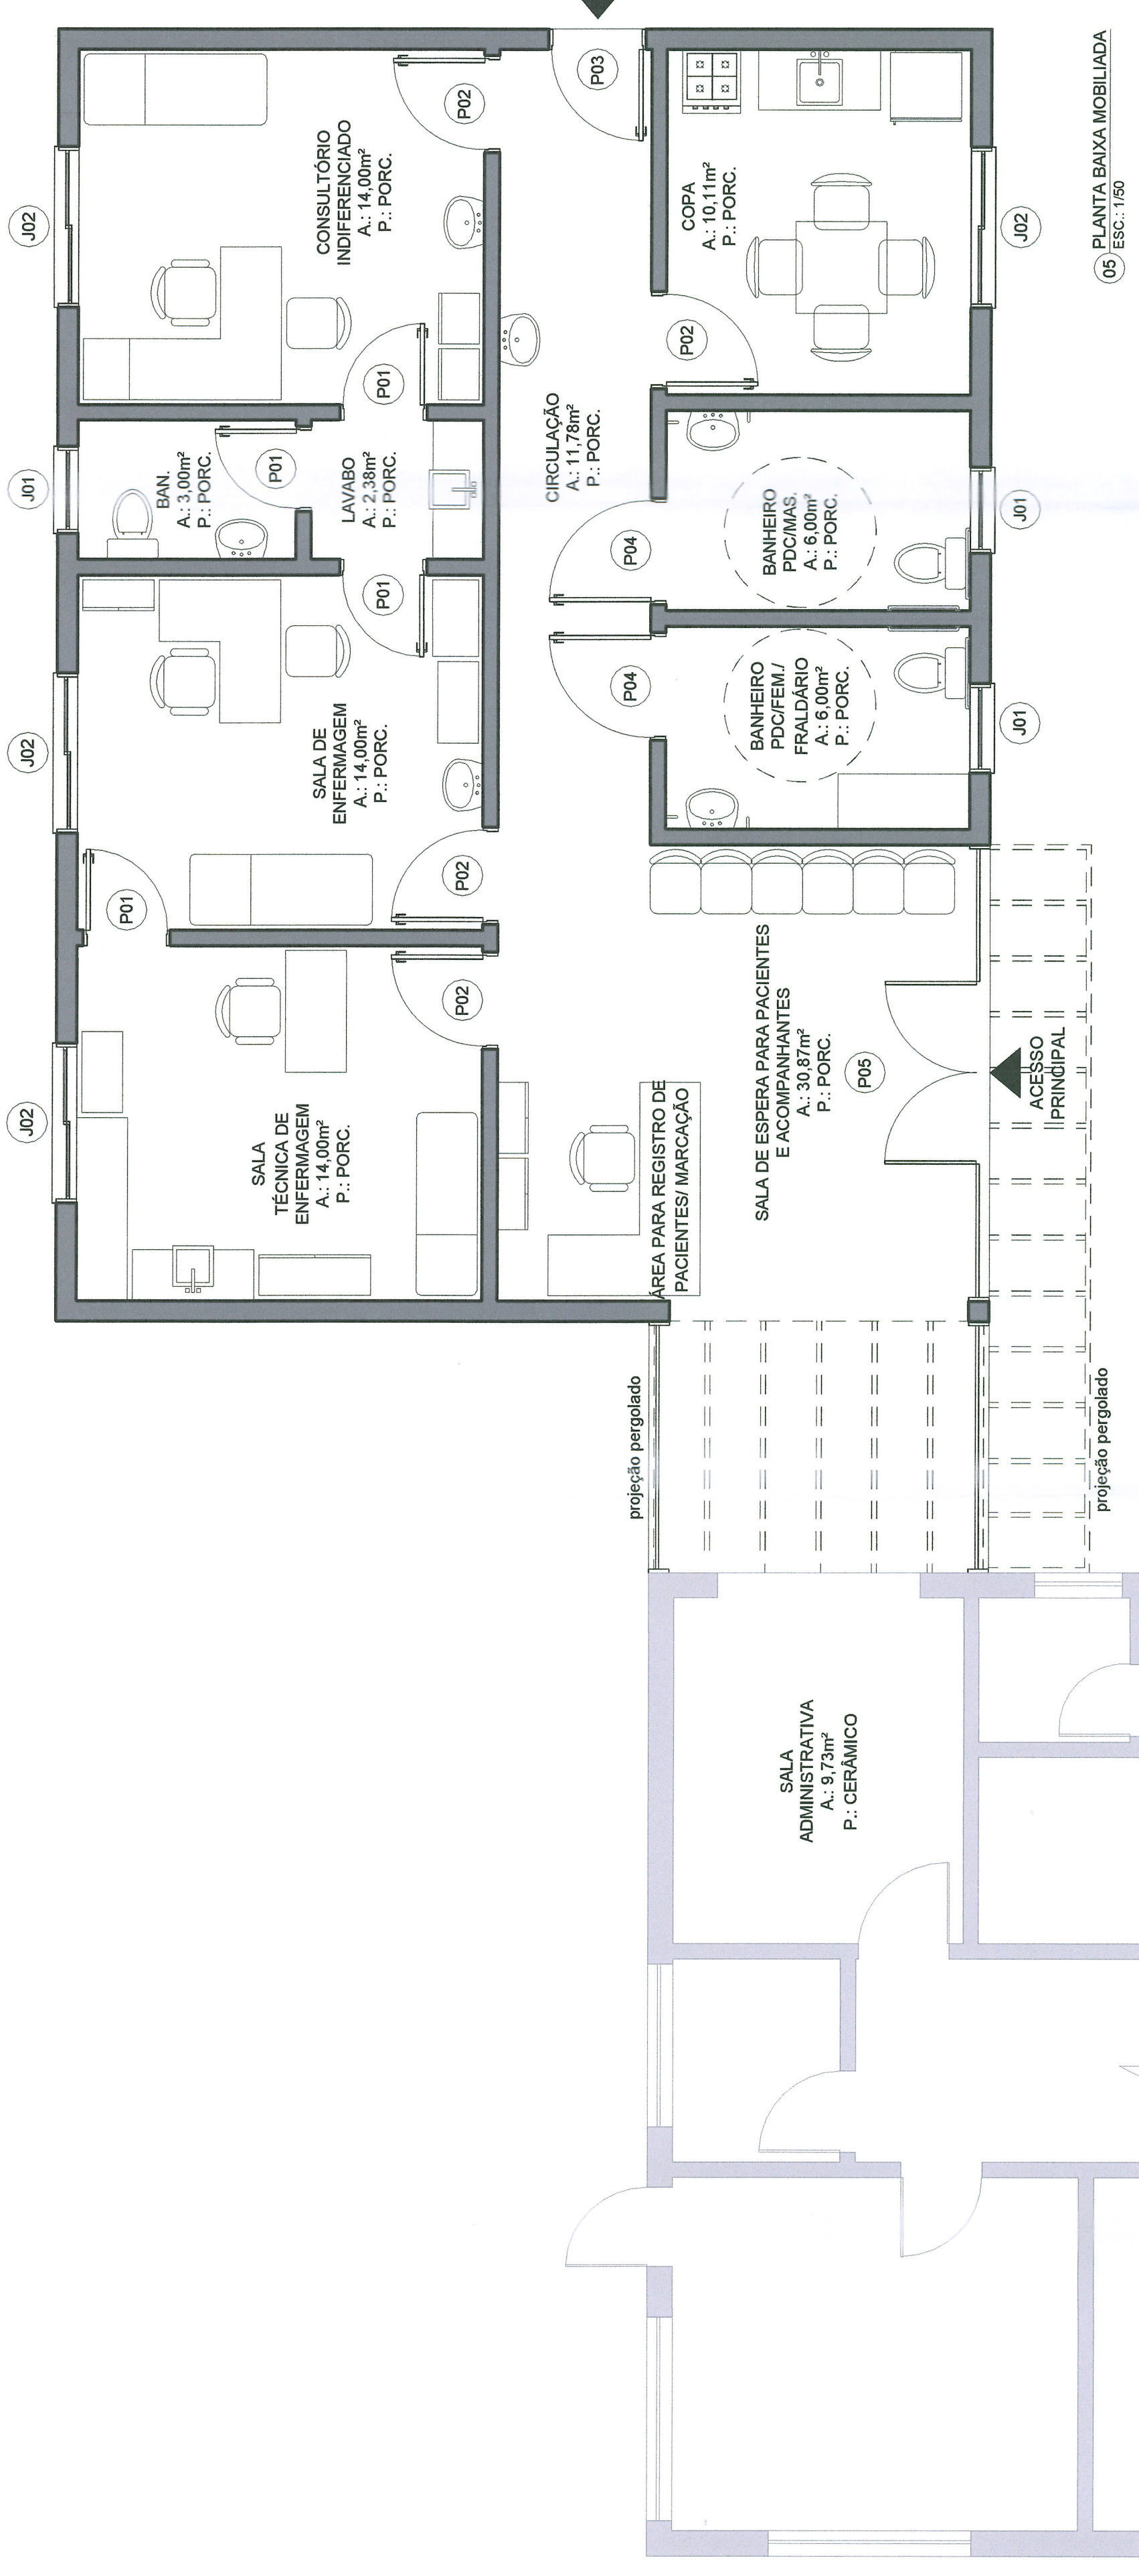 J02
J01
J02
J02
CONSULTÓRIO
INDIFERENCIADO
A.: 14,00m²
P.: PORC.
P02
P01
BAN.
A.: 3,00m²
P.: PORC.
P01
LAVABO
A.: 2,38m²
P.: PORC.
P01
SALA DE
ENFERMAGEM
A.: 14,00m²
P.: PORC.
P02
P01
SALA
TÉCNICA DE
ENFERMAGEM
A.: 14,00m²
P.: PORC.
P02
P03
CIRCULAÇÃO
A.: 11,78m²
P.: PORC.
COPA
A.: 10,11m²
P.: PORC.
P02
J02
BANHEIRO
PDC/MAS.
A.: 6,00m²
P.: PORC.
P04
J01
BANHEIRO
PDC/FEM./
FRALDÁRIO
A.: 6,00m²
P.: PORC.
P04
J01
SALA DE ESPERA PARA PACIENTES
E ACOMPANHANTES
A.: 30,87m²
P.: PORC.
P05
ÁREA PARA REGISTRO DE
PACIENTES/ MARCAÇÃO
ACESSO
PRINCIPAL
projeção pergolado
projeção pergolado
SALA
ADMINISTRATIVA
A.: 9,73m²
P.: CERÂMICO
05 PLANTA BAIXA MOBILIADA
ESC.: 1/50